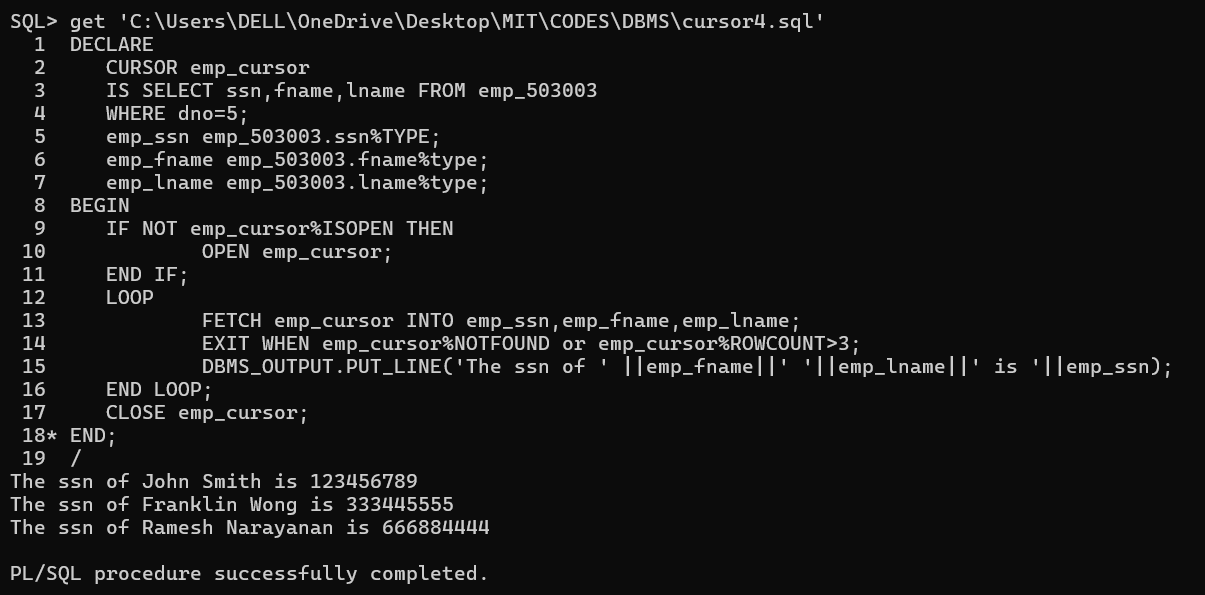 SQL> get 'C:\Users\DELL\OneDrive\Desktop\MIT\CODES\DBMS\cursor4.sql'
  1  DECLARE
  2     CURSOR emp_cursor
  3     IS SELECT ssn,fname,lname FROM emp_503003
  4     WHERE dno=5;
  5     emp_ssn emp_503003.ssn%TYPE;
  6     emp_fname emp_503003.fname%type;
  7     emp_lname emp_503003.lname%type;
  8  BEGIN
  9     IF NOT emp_cursor%ISOPEN THEN
 10             OPEN emp_cursor;
 11     END IF;
 12     LOOP
 13             FETCH emp_cursor INTO emp_ssn,emp_fname,emp_lname;
 14             EXIT WHEN emp_cursor%NOTFOUND or emp_cursor%ROWCOUNT>3;
 15             DBMS_OUTPUT.PUT_LINE('The ssn of ' ||emp_fname||' '||emp_lname||' is '||emp_ssn);
 16     END LOOP;
 17     CLOSE emp_cursor;
 18* END;
 19  /
The ssn of John Smith is 123456789
The ssn of Franklin Wong is 333445555
The ssn of Ramesh Narayanan is 666884444
PL/SQL procedure successfully completed.